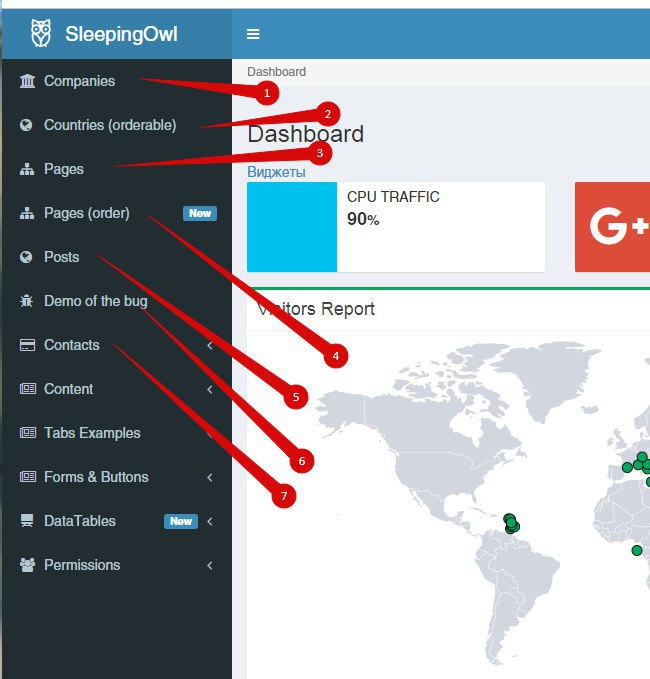 SleepingOwl
Companies
Countries (orderable)
Pages
Pages (order) New
Posts
Demo of the bug
Contacts
Content
Tabs Examples
Forms & Buttons
DataTables New
Permissions
Dashboard
1
2
Dashboard
3
Виджеты
CPU TRAFFIC
90%
G+
Visitors Report
4
5
6
7